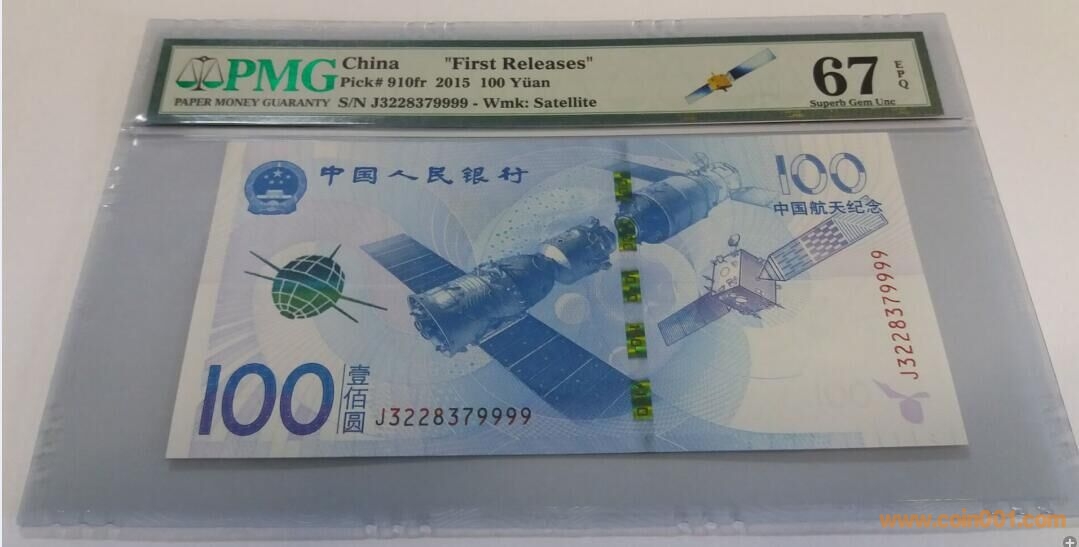 PMG
PAPER MONEY GUARANTY
China "First Releases"
Pick# 910fr 2015 100 Yüan
S/N J3228379999 - Wmk: Satellite
67
EPQ
Superb Gem Unc
中国人民银行
100
中国航天纪念
J3228379999
100
壹佰圆
J3228379999
www.coin001.com